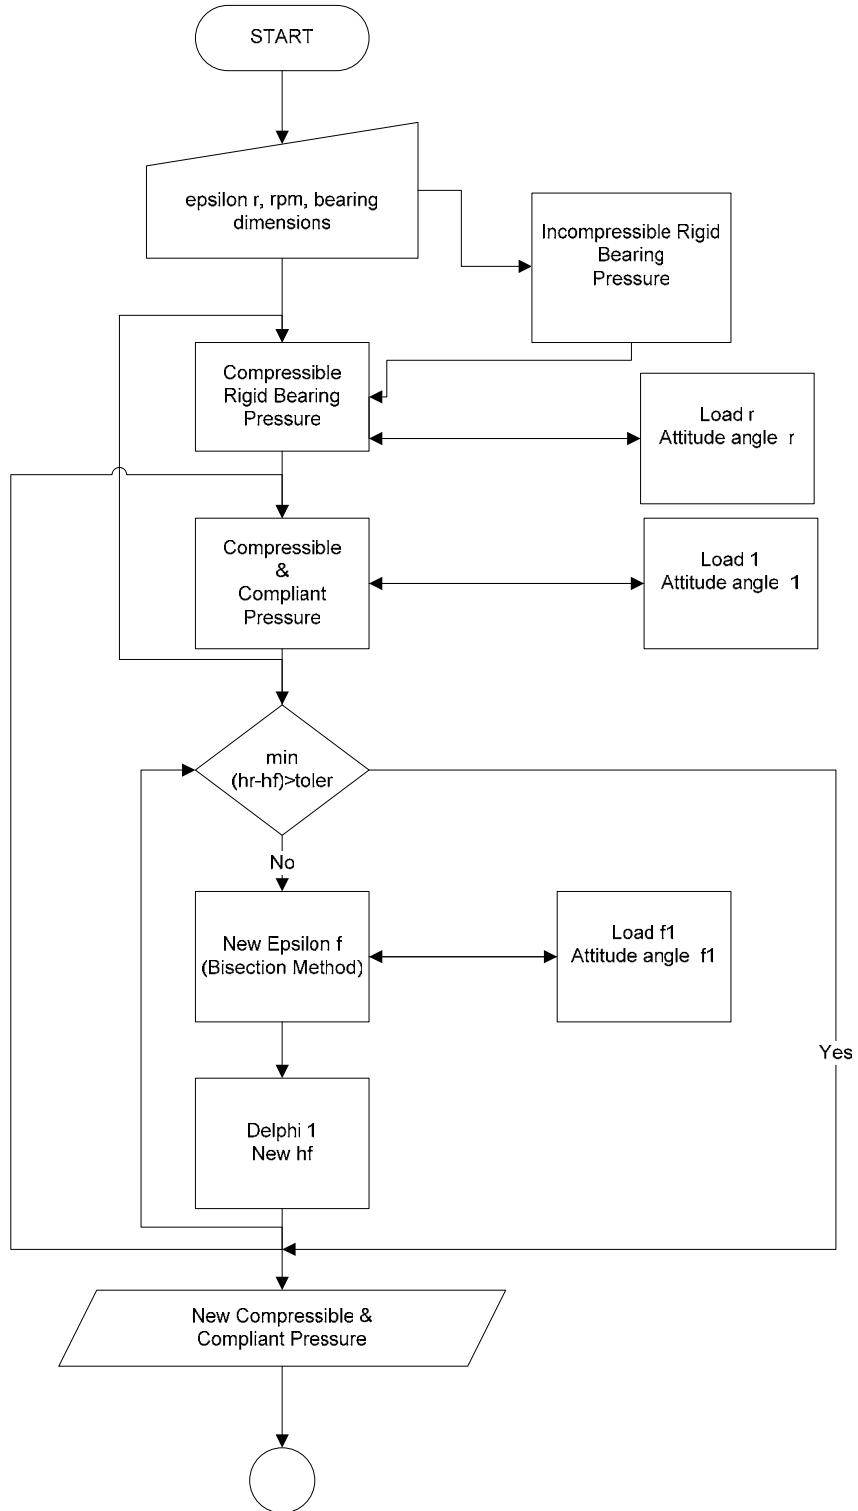 START
epsilon r, rpm, bearing
dimensions
Incompressible Rigid
Bearing
Pressure
Compressible
Rigid Bearing
Pressure
Load r
Attitude angle r
Compressible
&
Compliant
Pressure
Load 1
Attitude angle 1
min
(hr-hf)>toler
No
New Epsilon f
(Bisection Method)
Load f1
Attitude angle f1
Yes
Delphi 1
New hf
New Compressible &
Compliant Pressure